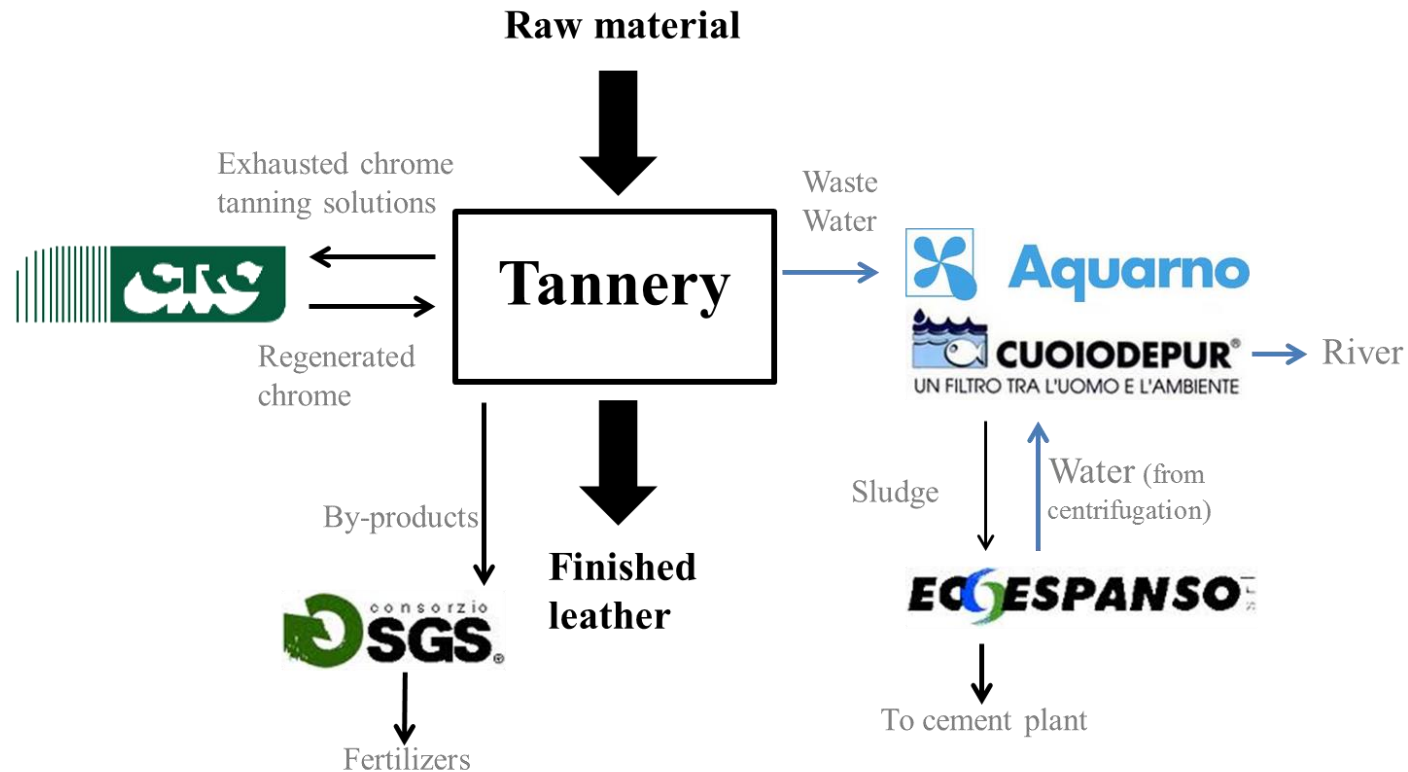 Raw material
Exhausted chrome
tanning solutions
Waste
Water
Tannery
Aquarno
CUOIODEPUR®
UN FILTRO TRA L'UOMO E L'AMBIENTE
River
Regenerated
chrome
Sludge
Water (from
centrifugation)
By-products
Finished
leather
consorzio
SGS®
ECOESPANSO
To cement plant
Fertilizers